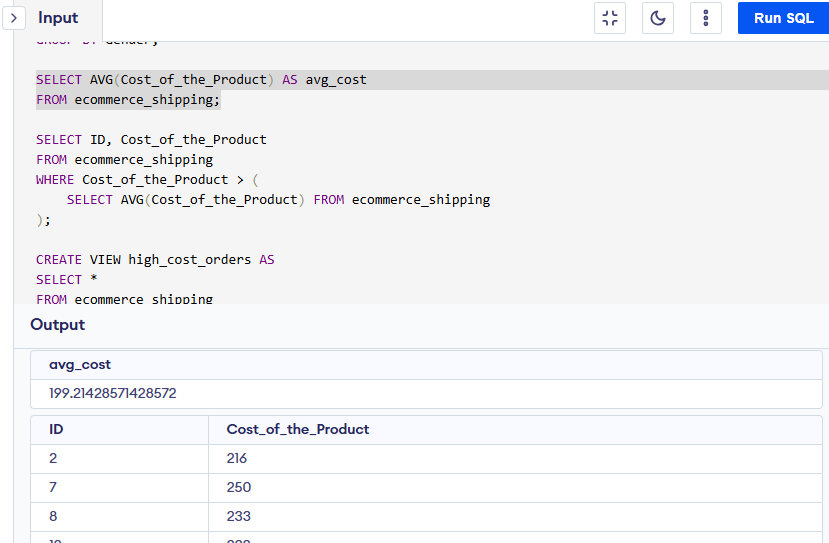 Input
Run SQL
SELECT AVG(Cost_of_the_Product) AS avg_cost
FROM ecommerce_shipping;
SELECT ID, Cost_of_the_Product
FROM ecommerce_shipping
WHERE Cost_of_the_Product > (
SELECT AVG(Cost_of_the_Product) FROM ecommerce_shipping
);
CREATE VIEW high_cost_orders AS
SELECT *
FROM ecommerce_shipping
Output
avg_cost
199.21428571428572
ID Cost_of_the_Product
2 216
7 250
8 233